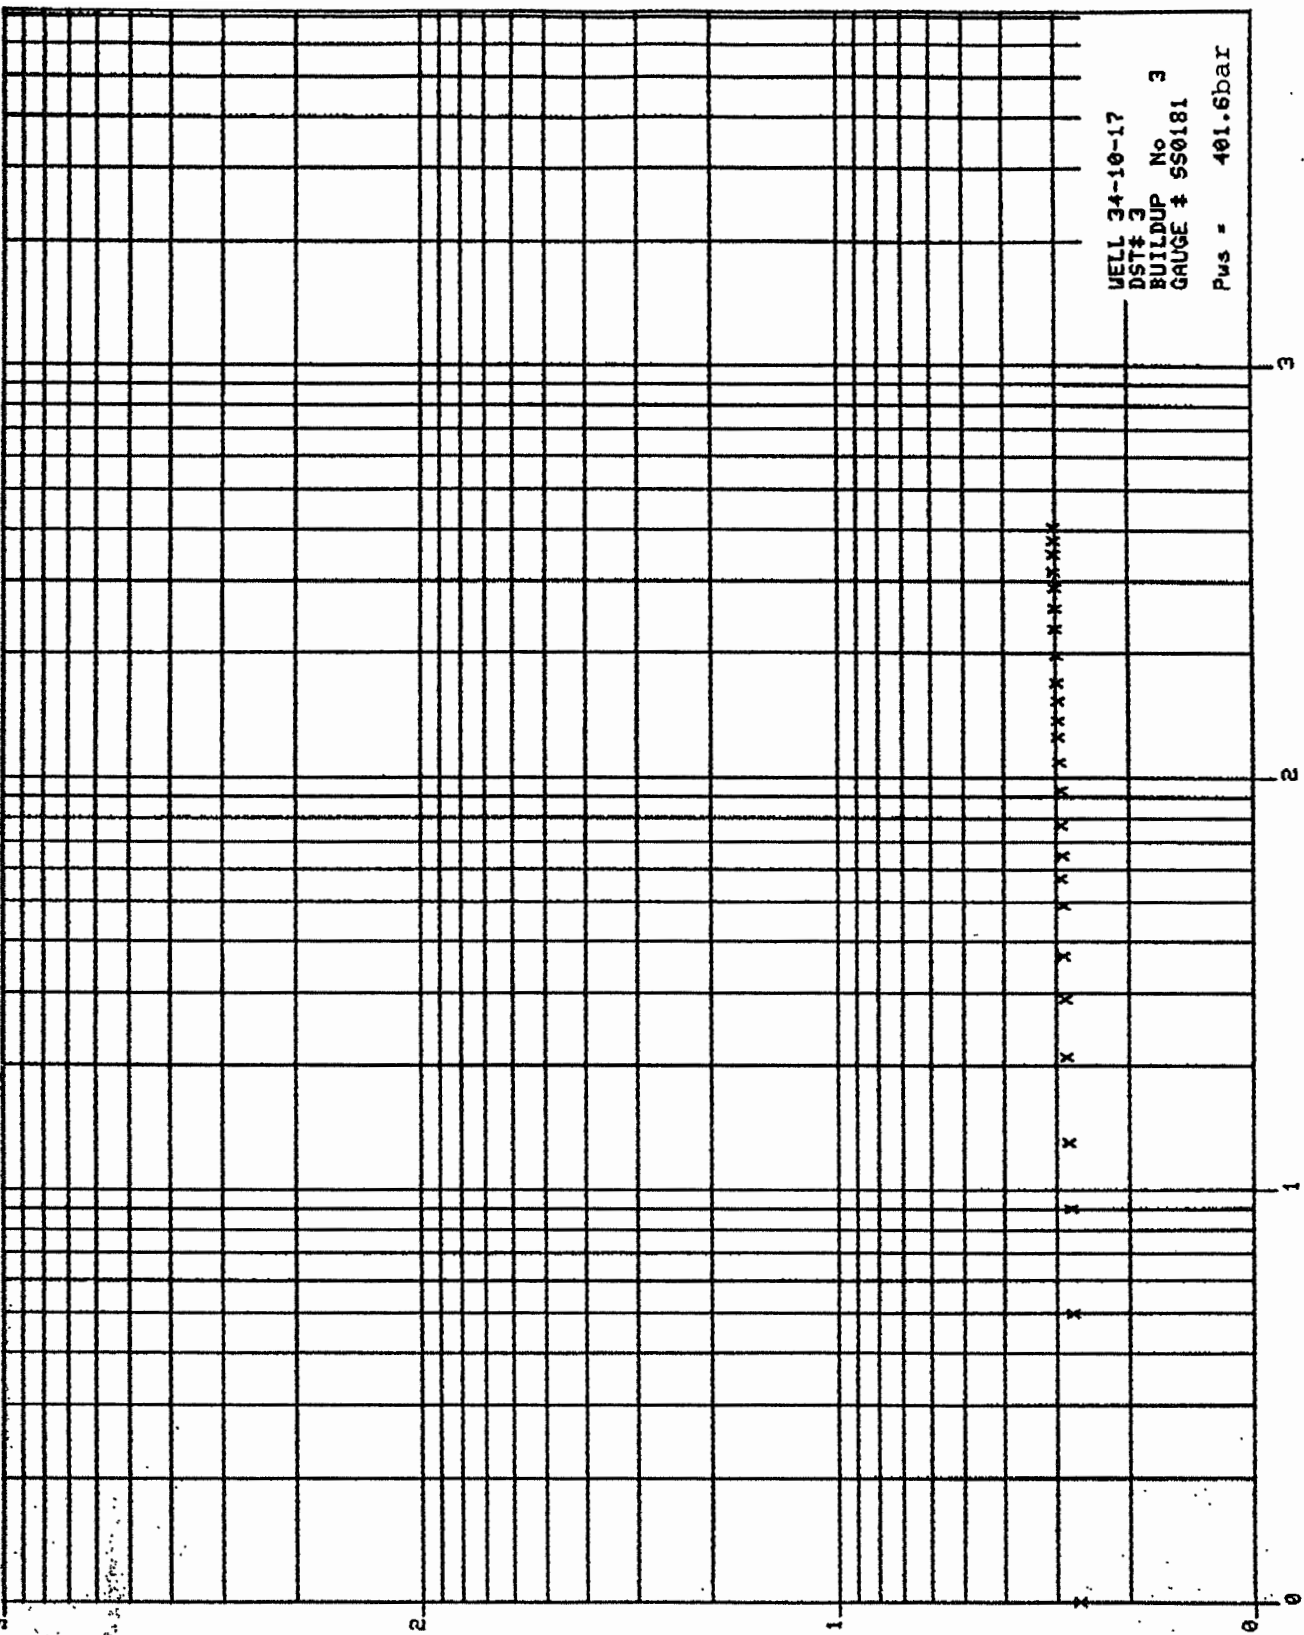 WELL 34-10-17
DST# 3
BUILDUP No 3
GAUGE # SS0181
Pws = 401.6bar
2
1
0
0
1
2
3